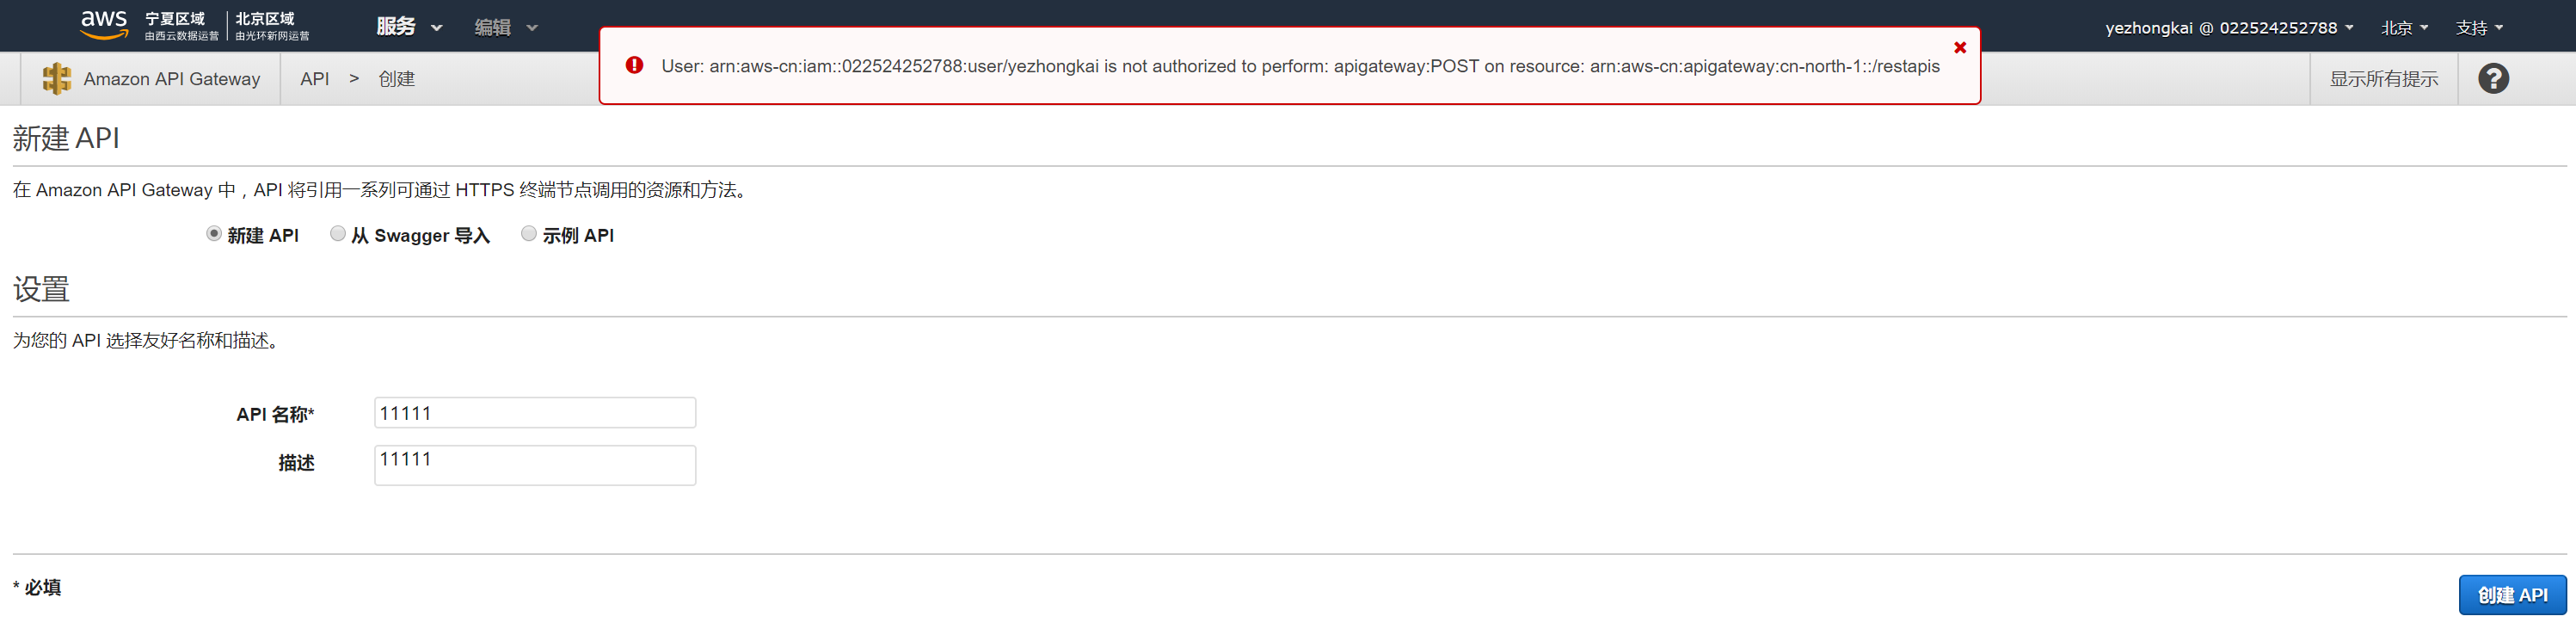 aws 宁夏区域 北京区域 服务 编辑 yezhongkai @ 022524252788 北京 支持
由西云数据运营 由光环新网运营
User: arn:aws-cn:iam::022524252788:user/yezhongkai is not authorized to perform: apigateway:POST on resource: arn:aws-cn:apigateway:cn-north-1::/restapis
Amazon API Gateway API > 创建 显示所有提示 ?
新建 API
在 Amazon API Gateway 中，API 将引用一系列可通过 HTTPS 终端节点调用的资源和方法。
新建 API 从 Swagger 导入 示例 API
设置
为您的 API 选择友好名称和描述。
API 名称* 11111
描述 11111
* 必填
创建 API